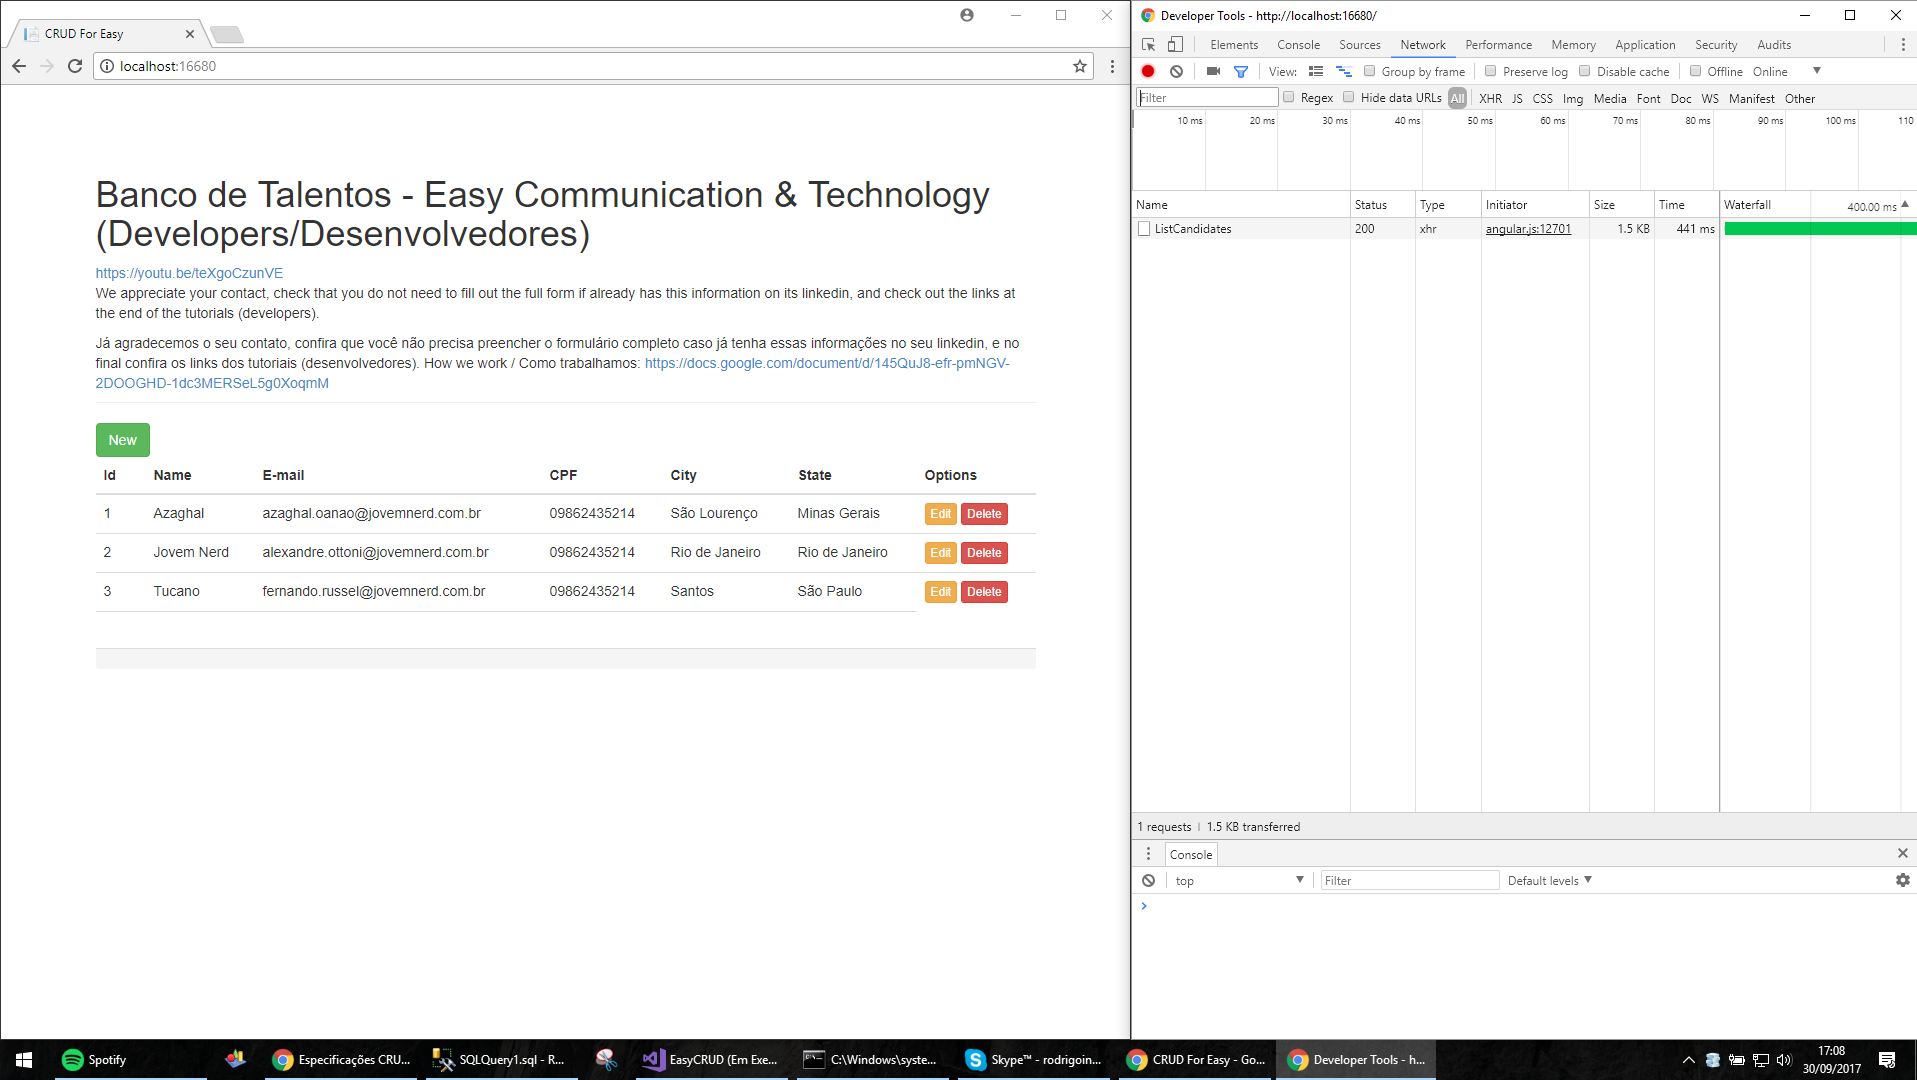 CRUD For Easy
localhost:16680
Banco de Talentos - Easy Communication & Technology
(Developers/Desenvolvedores)
https://youtu.be/teXgoCzunVE
We appreciate your contact, check that you do not need to fill out the full form if already has this information on its linkedin, and check out the links at
the end of the tutorials (developers).
Já agradecemos o seu contato, confira que você não precisa preencher o formulário completo caso já tenha essas informações no seu linkedin, e no
final confira os links dos tutoriais (desenvolvedores). How we work / Como trabalhamos: https://docs.google.com/document/d/145QuJ8-efr-pmNGV-
2DOOGHD-1dc3MERSeL5g0XoqmM
New
Id Name E-mail CPF City State Options
1 Azaghal azaghal.oanao@jovemnerd.com.br 09862435214 São Lourenço Minas Gerais Edit Delete
2 Jovem Nerd alexandre.ottoni@jovemnerd.com.br 09862435214 Rio de Janeiro Rio de Janeiro Edit Delete
3 Tucano fernando.russel@jovemnerd.com.br 09862435214 Santos São Paulo Edit Delete
Developer Tools - http://localhost:16680/
Elements Console Sources Network Performance Memory Application Security Audits
View: Group by frame Preserve log Disable cache Offline Online
Filter Regex Hide data URLs All XHR JS CSS Img Media Font Doc WS Manifest Other
10 ms 20 ms 30 ms 40 ms 50 ms 60 ms 70 ms 80 ms 90 ms 100 ms 110
Name Status Type Initiator Size Time Waterfall 400.00 ms
ListCandidates 200 xhr angular.js:12701 1.5 KB 441 ms
1 requests 1.5 KB transferred
Console
top Filter Default levels
Spotify Especificações CRU... SQLQuery1.sql - R... EasyCRUD (Em Exe... C:\Windows\syste... Skype™ - rodrigoin... CRUD For Easy - Go... Developer Tools - h...
17:08
30/09/2017